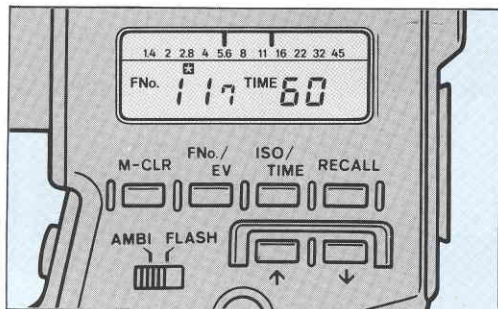 1.4 2 2.8 4 5.6 8 11 16 22 32 45
FNo. 117 TIME 60
M-CLR FNo./EV ISO/TIME RECALL
AMBI FLASH
↑ ↓